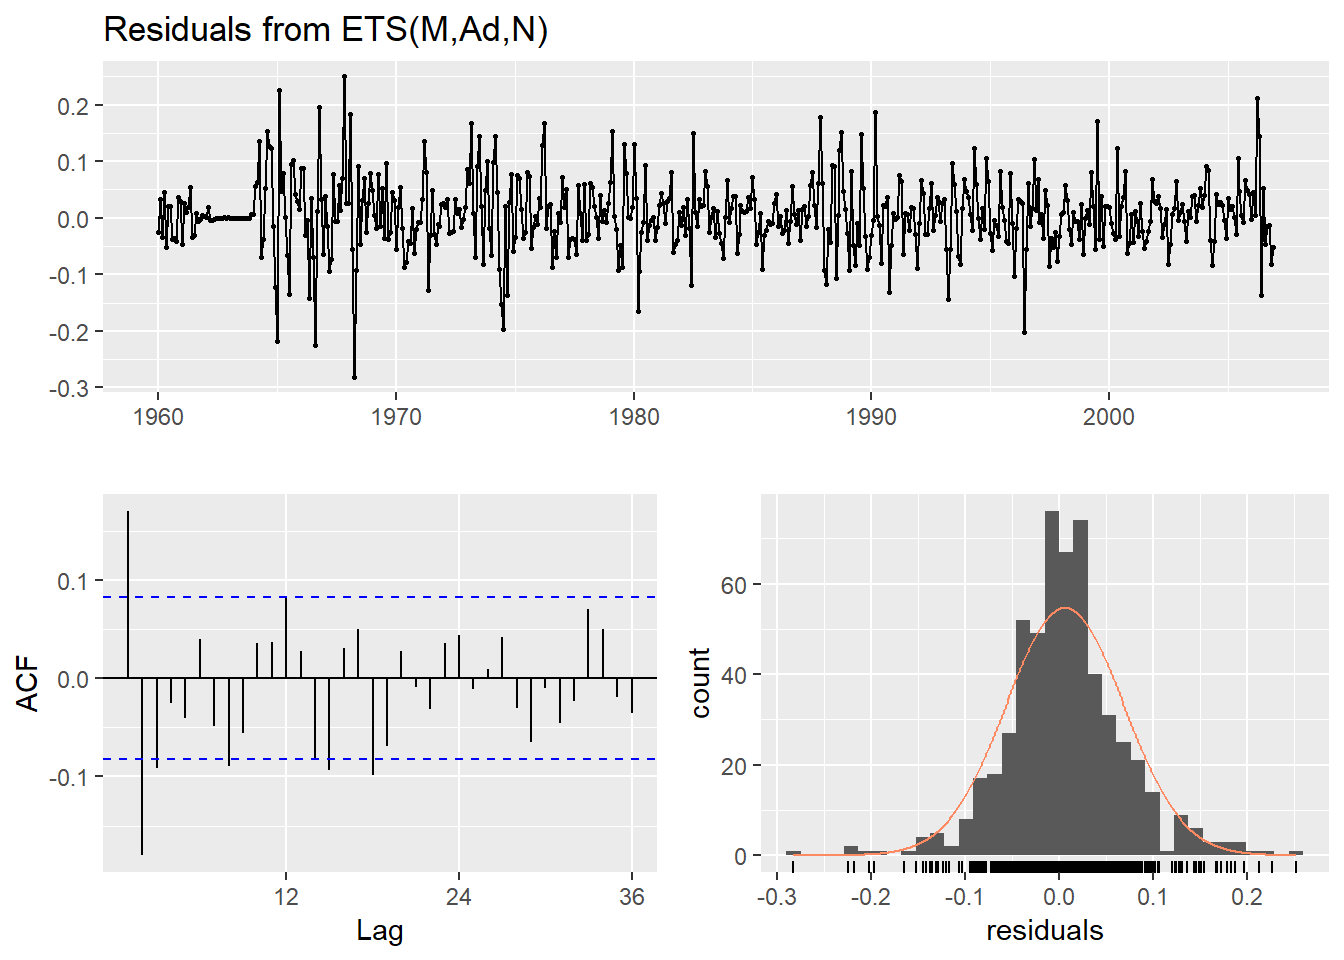 Residuals from ETS(M,Ad,N)
0.2
0.1
0.0
-0.1
-0.2
-0.3
1960 1970 1980 1990 2000
ACF
0.1
0.0
-0.1
12 24 36
Lag
count
60
40
20
0
-0.3 -0.2 -0.1 0.0 0.1 0.2
residuals